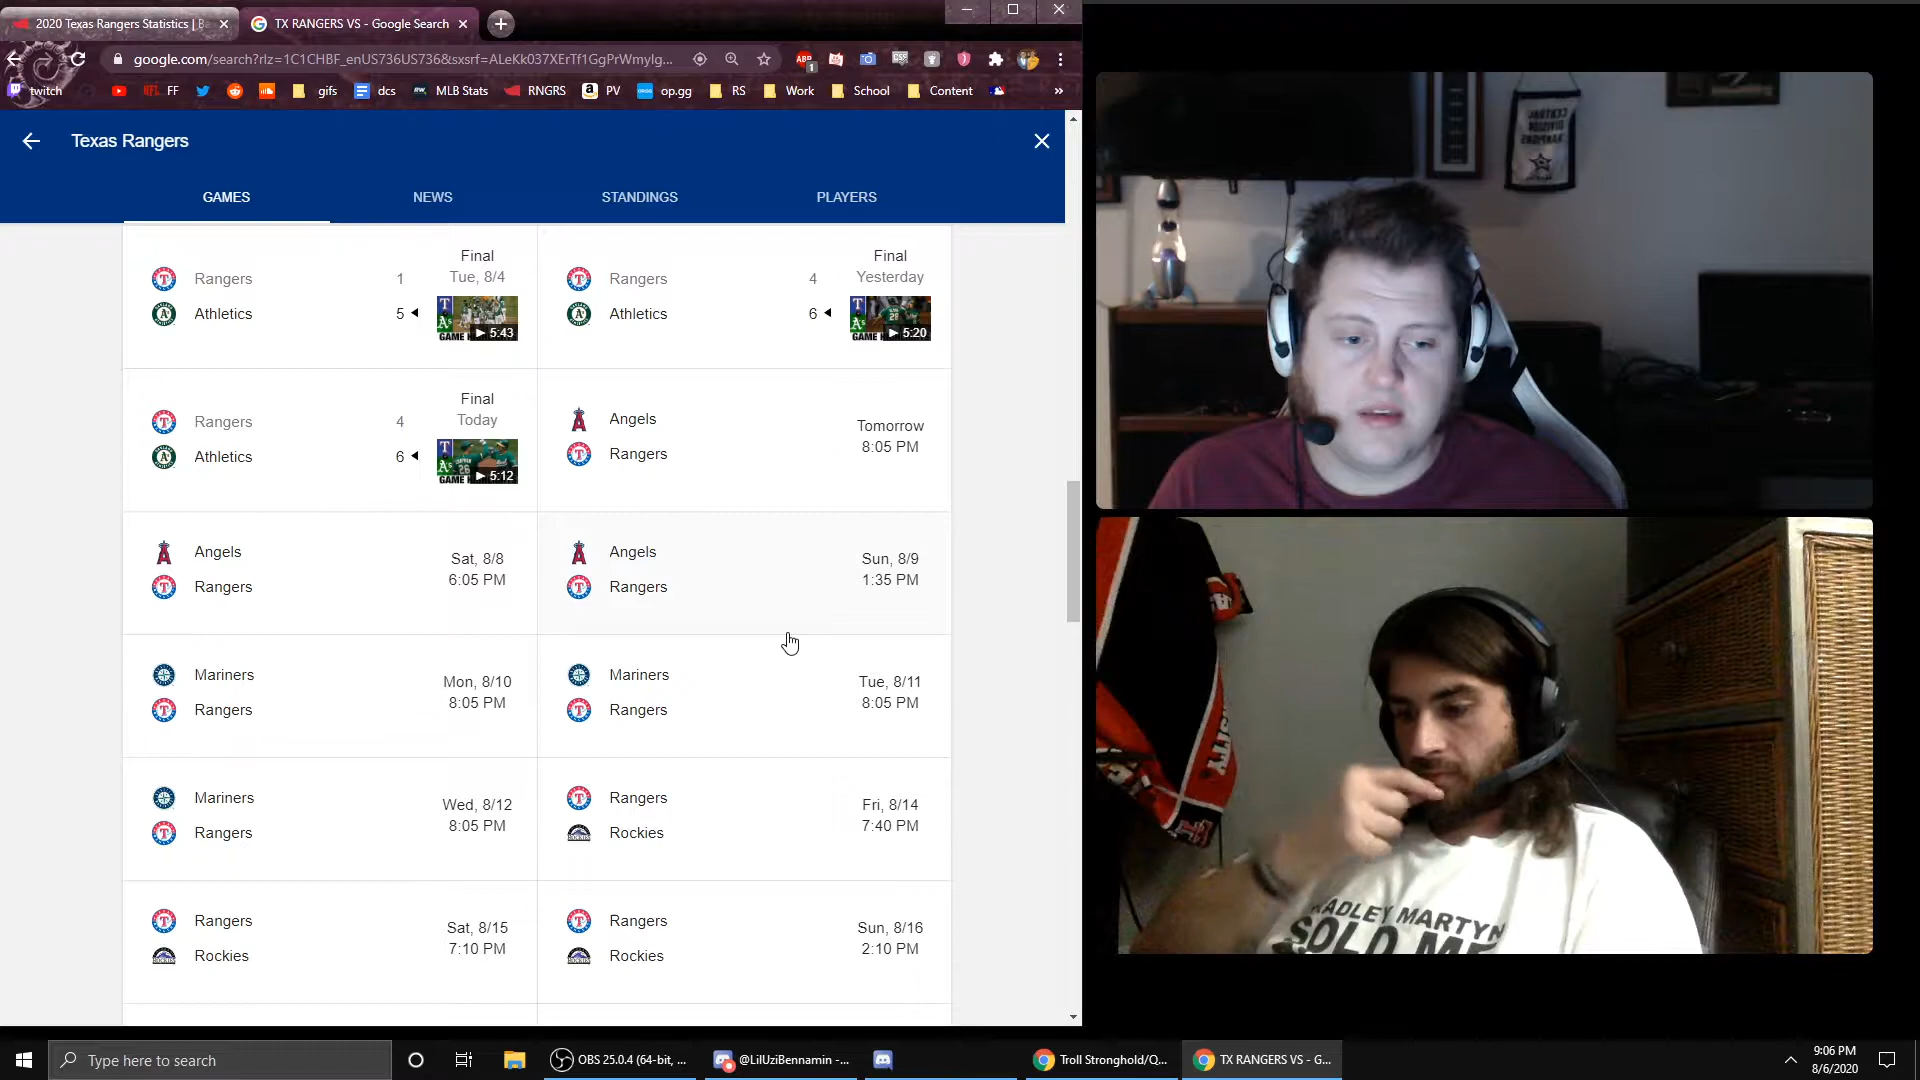 2020 Texas Rangers Statistics | B
TX RANGERS VS - Google Search
google.com/search?rlz=1C1CHBF_enUS736US736&sxsrf=ALeKk037XErTf1GgPrWmylg...
twitch
FF
gifs
dcs
MLB Stats
RNGRS
PV
op.gg
RS
Work
School
Content
»
Texas Rangers
GAMES
NEWS
STANDINGS
PLAYERS
Rangers 1
Athletics 5
Final
Tue, 8/4
5:43
Rangers 4
Athletics 6
Final
Yesterday
5:20
Rangers 4
Athletics 6
Final
Today
5:12
Angels
Rangers
Tomorrow
8:05 PM
Angels
Rangers
Sat, 8/8
6:05 PM
Angels
Rangers
Sun, 8/9
1:35 PM
Mariners
Rangers
Mon, 8/10
8:05 PM
Mariners
Rangers
Tue, 8/11
8:05 PM
Mariners
Rangers
Wed, 8/12
8:05 PM
Rangers
Rockies
Fri, 8/14
7:40 PM
Rangers
Rockies
Sat, 8/15
7:10 PM
Rangers
Rockies
Sun, 8/16
2:10 PM
ADLEY MARTYN
SOLD ME
Type here to search
OBS 25.0.4 (64-bit, ...
@LilUziBennamin -...
Troll Stronghold/Q...
TX RANGERS VS - G...
9:06 PM
8/6/2020